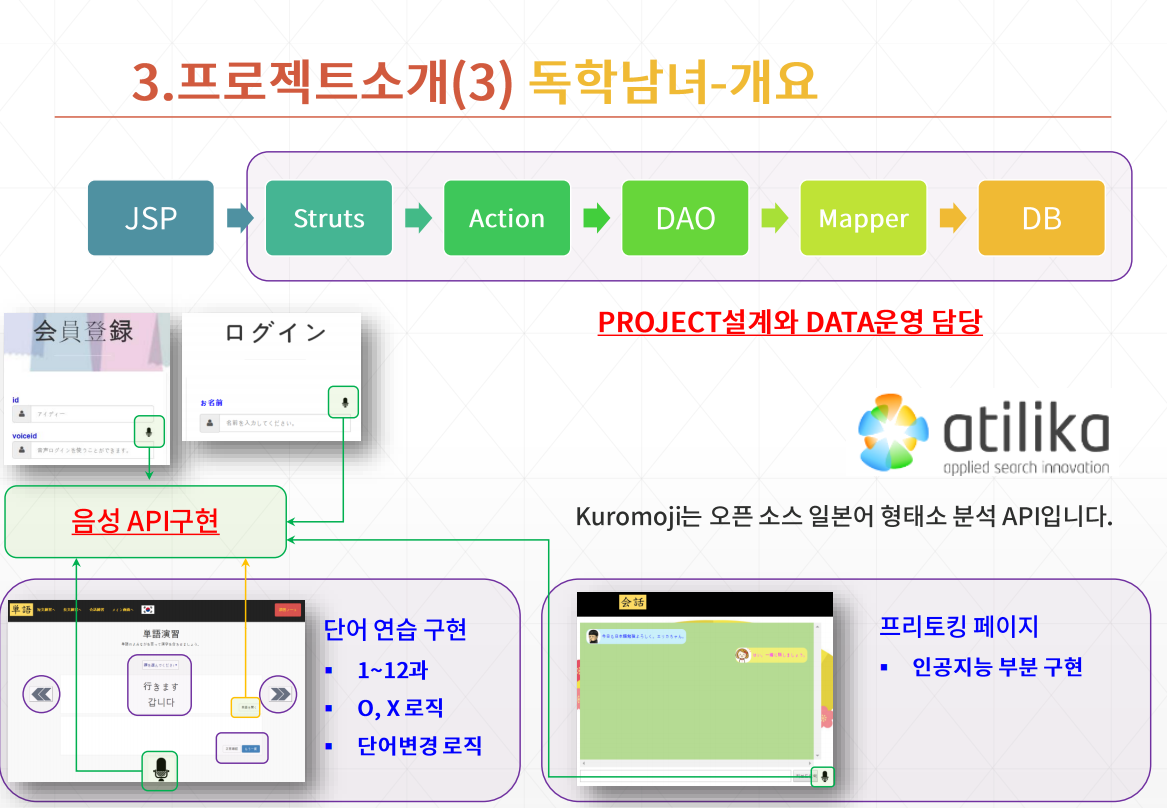 3.프로젝트소개(3) 독학남녀-개요
JSP
Struts
Action
DAO
Mapper
DB
PROJECT설계와 DATA운영 담당
会員登録
id
アイディー
voiceid
音声ログインを使うことができます。
ログイン
お名前
名前を入力してください。
atilika
applied search innovation
음성 API구현
Kuromoji는 오픈 소스 일본어 형태소 분석 API입니다.
単語
単語演習
行きます
갑니다
단어 연습 구현
1~12과
O, X 로직
단어변경 로직
会話
프리토킹 페이지
인공지능 부분 구현